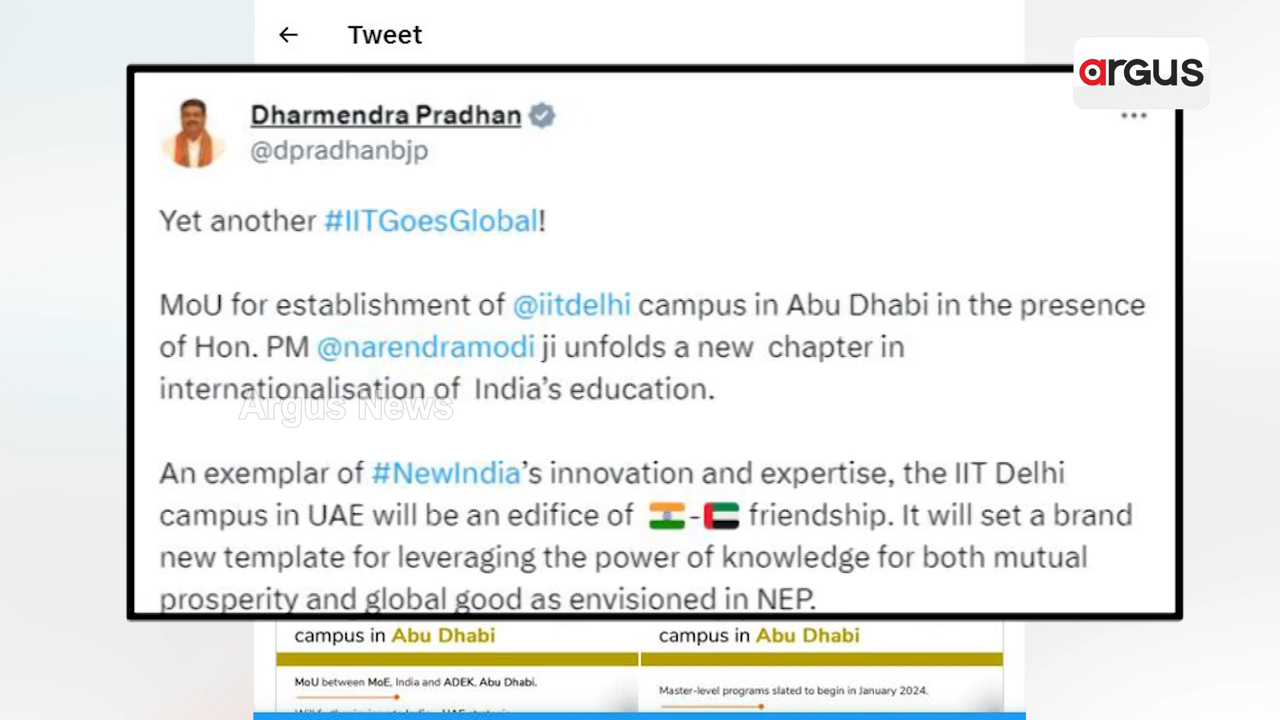 Tweet
argus
Dharmendra Pradhan
@dpradhanbjp
Yet another #IITGoesGlobal!
MoU for establishment of @iitdelhi campus in Abu Dhabi in the presence
of Hon. PM @narendramodi ji unfolds a new chapter in
internationalisation of India’s education.
Argus News
An exemplar of #NewIndia’s innovation and expertise, the IIT Delhi
campus in UAE will be an edifice of 🇮🇳-🇦🇪 friendship. It will set a brand
new template for leveraging the power of knowledge for both mutual
prosperity and global good as envisioned in NEP.
campus in Abu Dhabi
MoU between MoE, India and ADEK, Abu Dhabi.
campus in Abu Dhabi
Master-level programs slated to begin in January 2024.